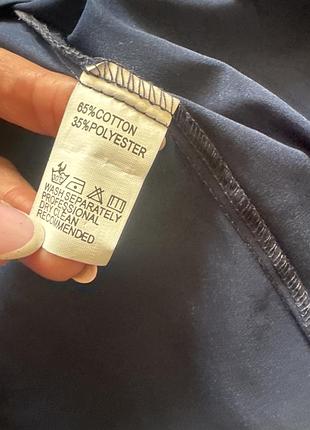 65%COTTON
35%POLYESTER
WASH SEPARATELY
PROFESSIONAL
DRY CLEAN
RECOMENDED